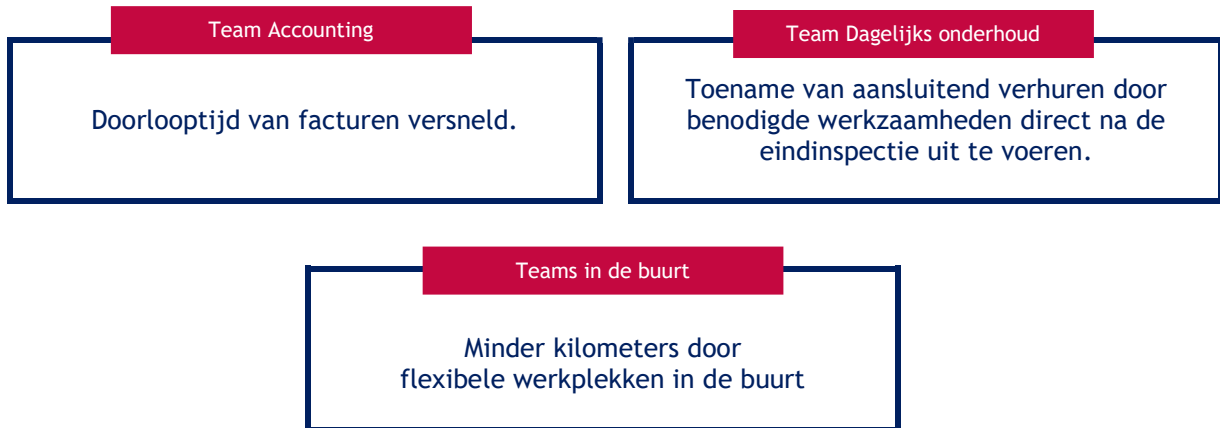 Team Accounting
Doorlooptijd van facturen versneld.
Team Dagelijks onderhoud
Toename van aansluitend verhuren door
benodigde werkzaamheden direct na de
eindinspectie uit te voeren.
Teams in de buurt
Minder kilometers door
flexibele werkplekken in de buurt